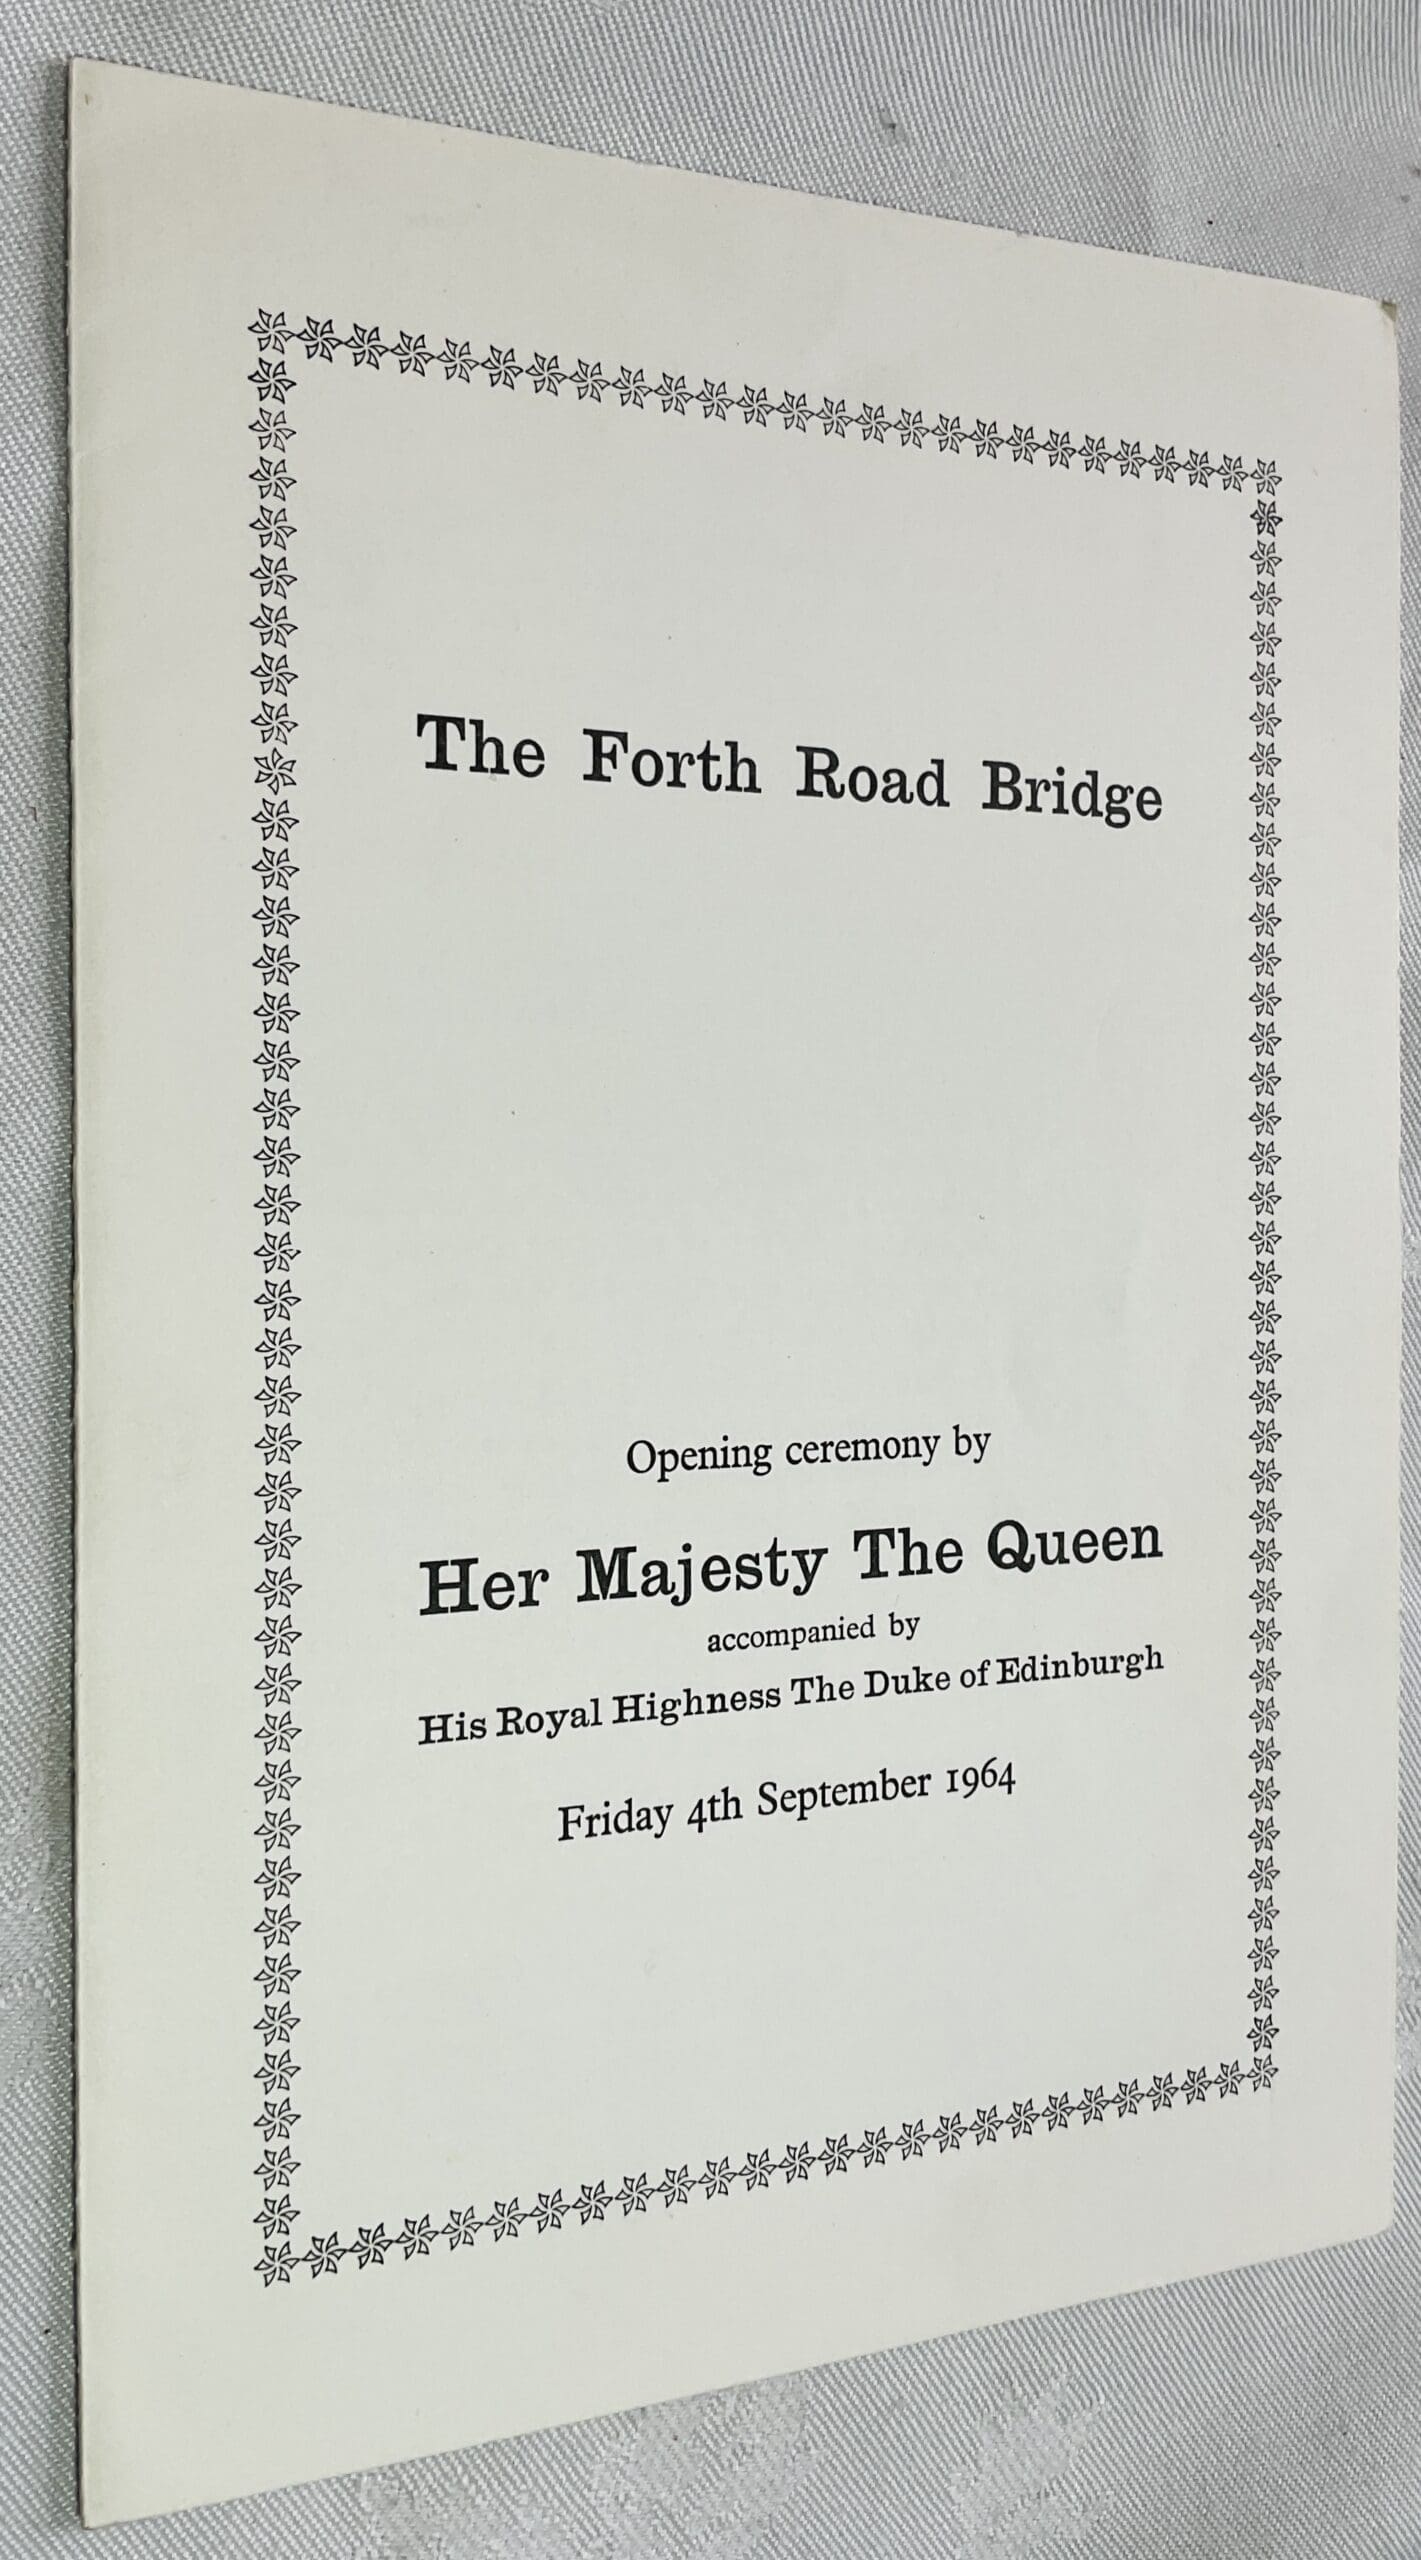 The Forth Road Bridge
Opening ceremony by
Her Majesty The Queen
accompanied by
His Royal Highness The Duke of Edinburgh
Friday 4th September 1964